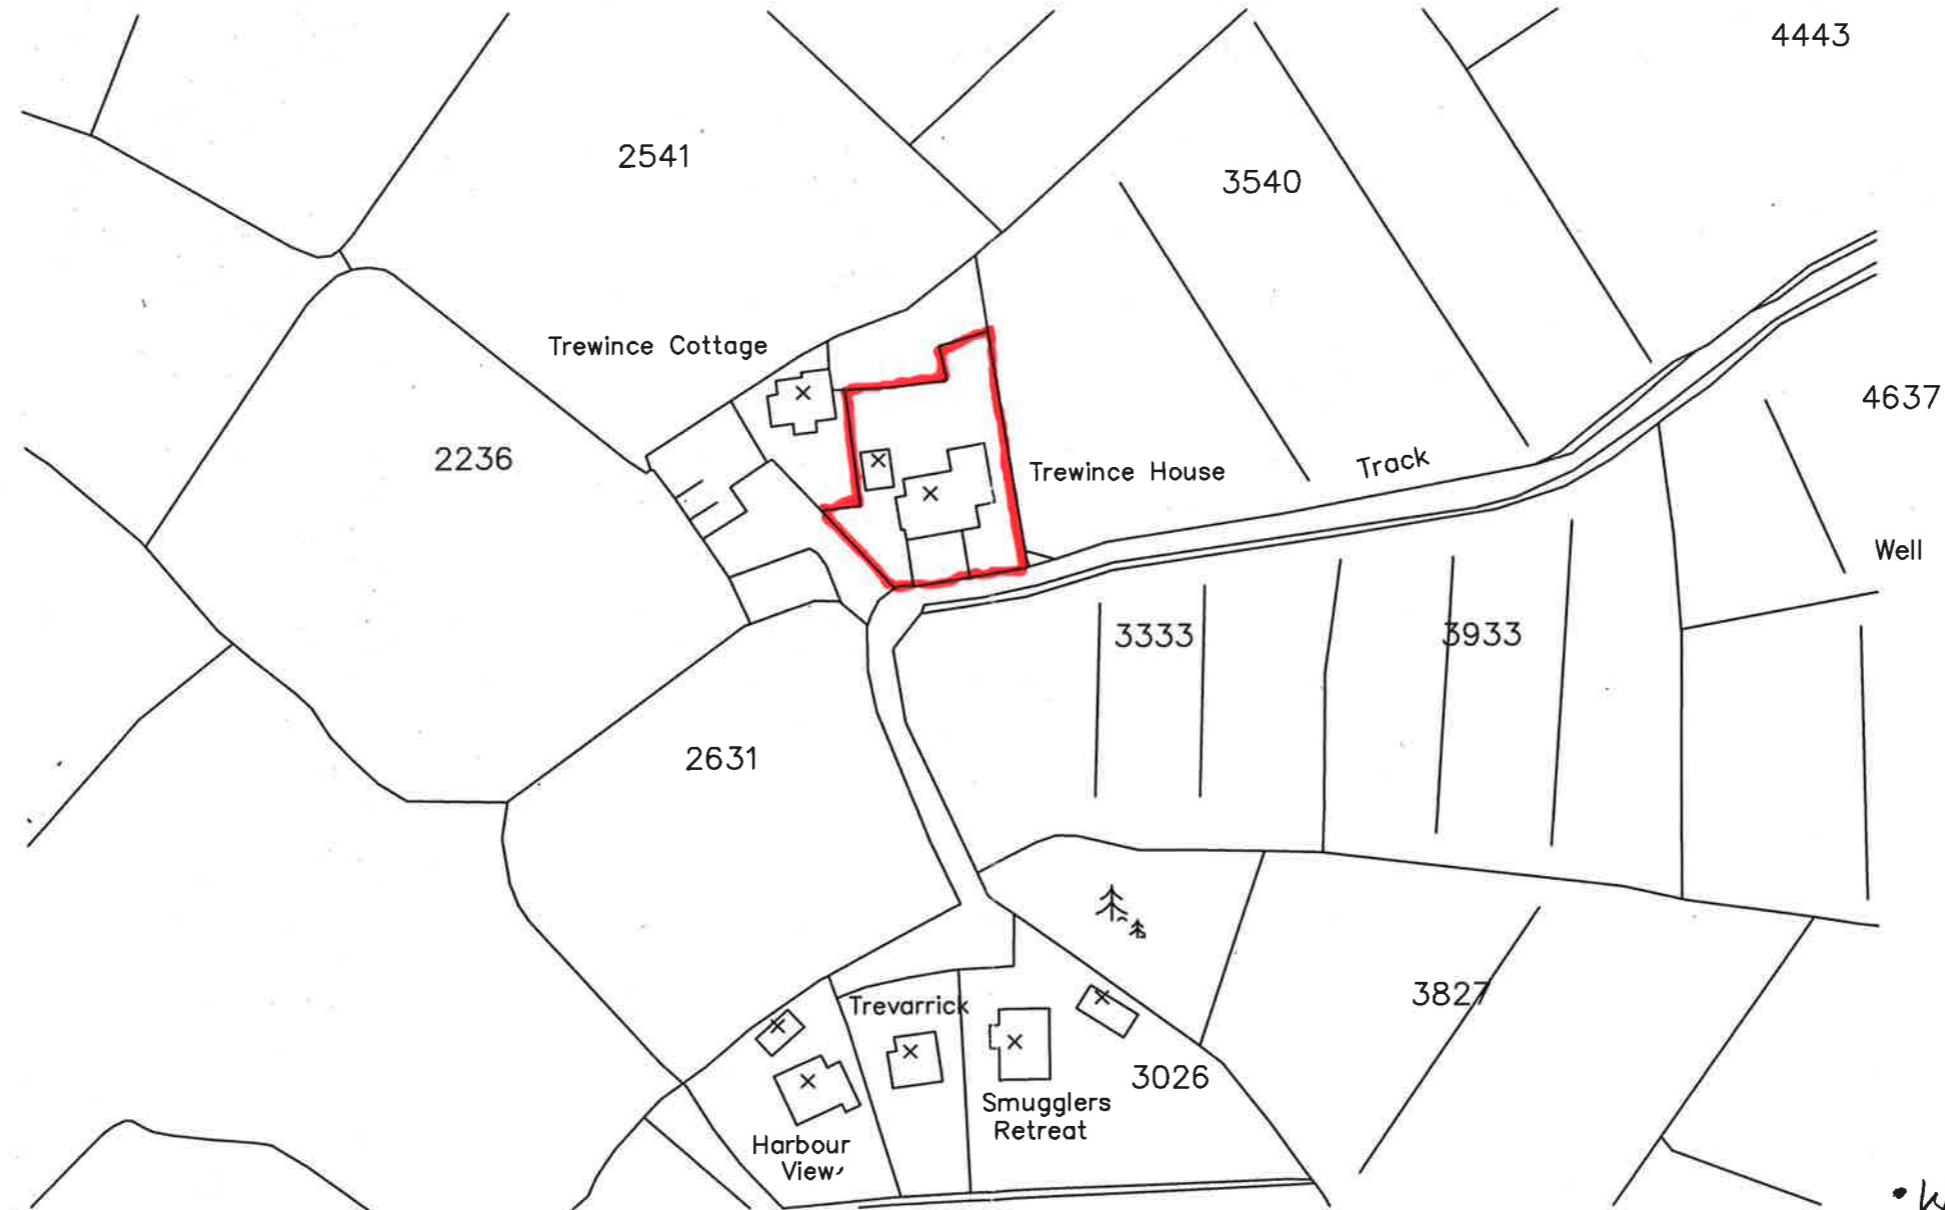 4443
2541
3540
Trewince Cottage
4637
2236
Trewince House
Track
Well
3333
3933
2631
3827
Trevarrick
3026
Smugglers
Retreat
Harbour
View